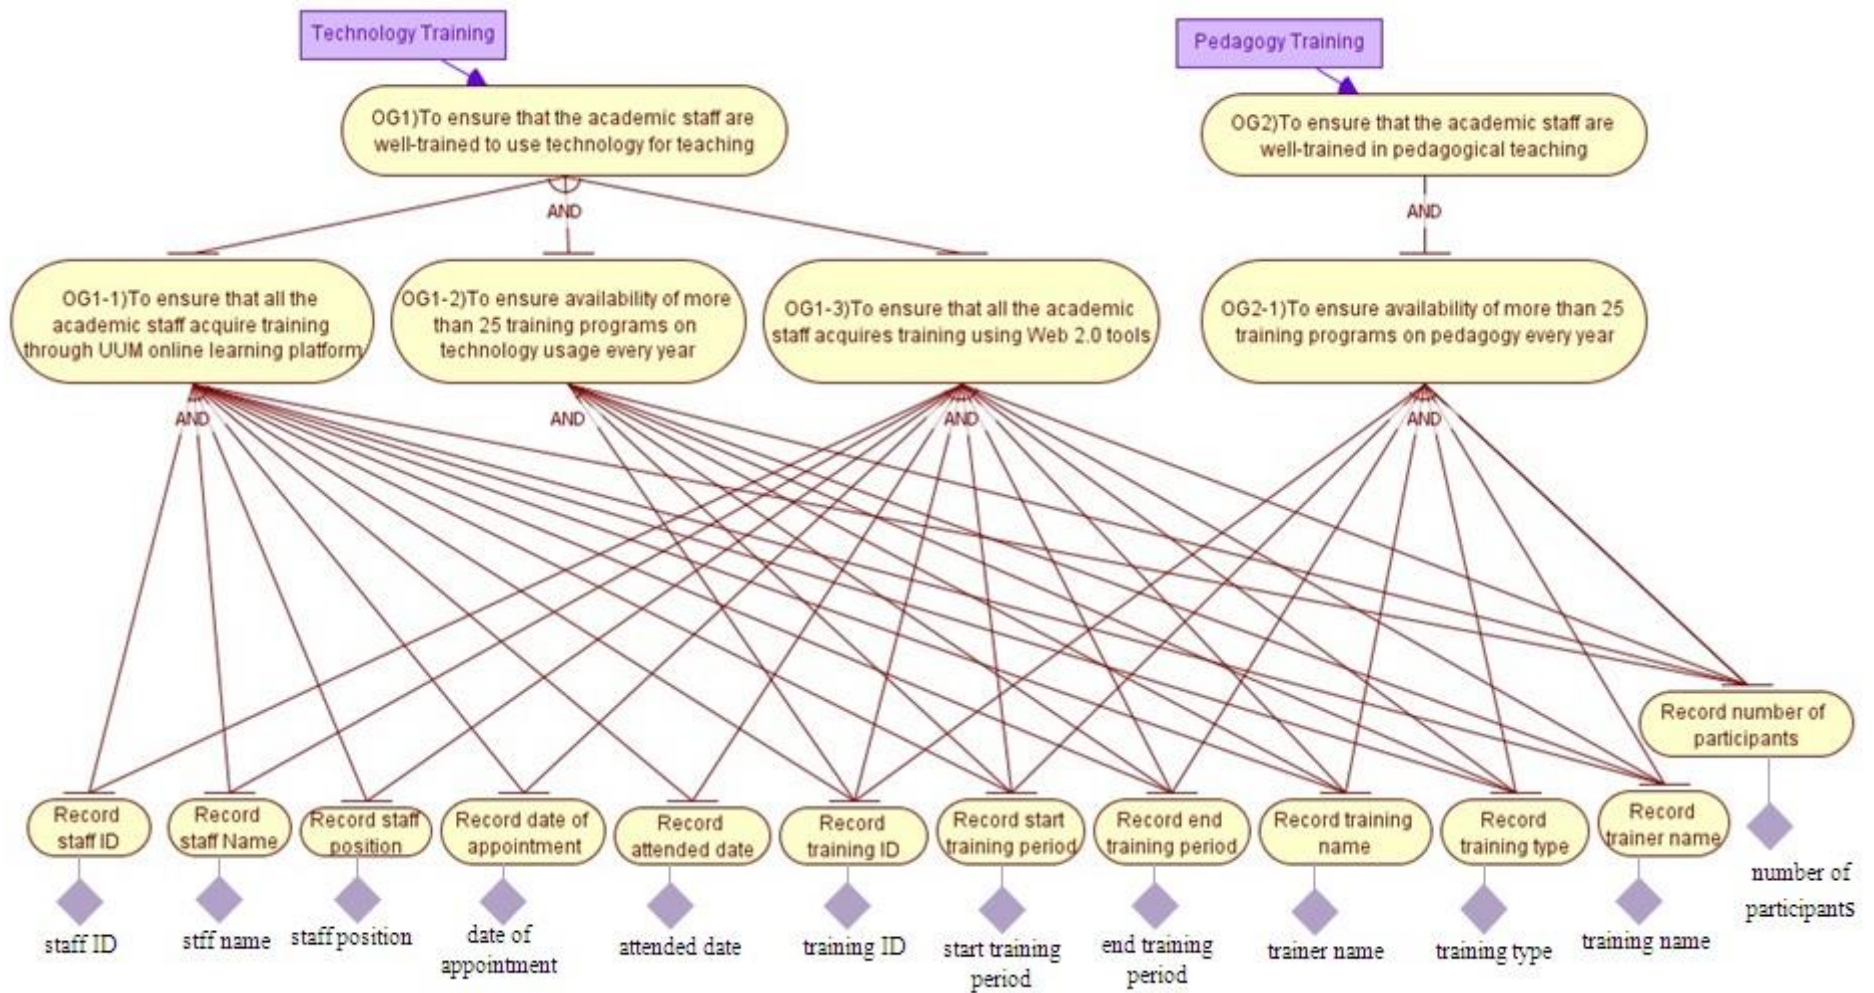 Technology Training
Pedagogy Training
OG1)To ensure that the academic staff are
well-trained to use technology for teaching
OG2)To ensure that the academic staff are
well-trained in pedagogical teaching
AND
AND
OG1-1)To ensure that all the
academic staff acquire training
through UUM online learning platform
OG1-2)To ensure availability of more
than 25 training programs on
technology usage every year
OG1-3)To ensure that all the academic
staff acquires training using Web 2.0 tools
OG2-1)To ensure availability of more than 25
training programs on pedagogy every year
AND
AND
AND
AND
Record number of
participants
Record
staff ID
Record
staff Name
Record staff
position
Record date of
appointment
Record
attended date
Record
training ID
Record start
training period
Record end
training period
Record training
name
Record
training type
Record
trainer name
number of
participants
staff ID
stff name
staff position
date of
appointment
attended date
training ID
start training
period
end training
period
trainer name
training type
training name